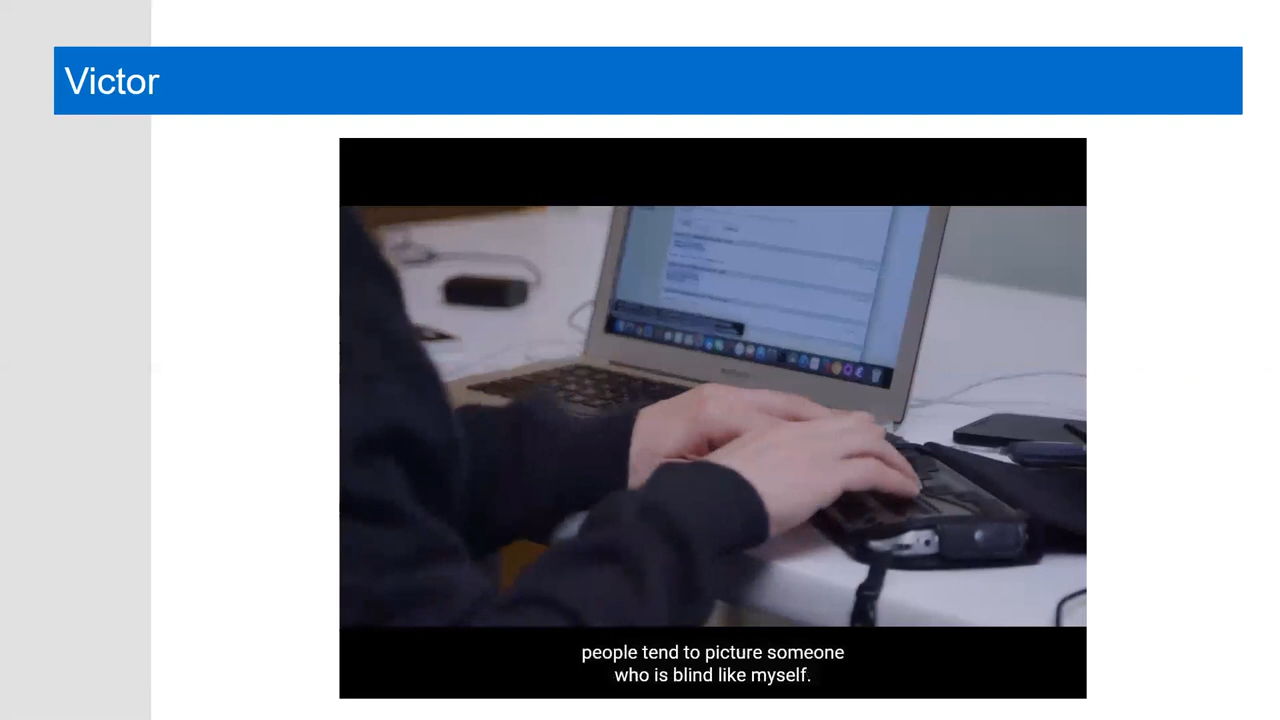 Victor
people tend to picture someone
who is blind like myself.